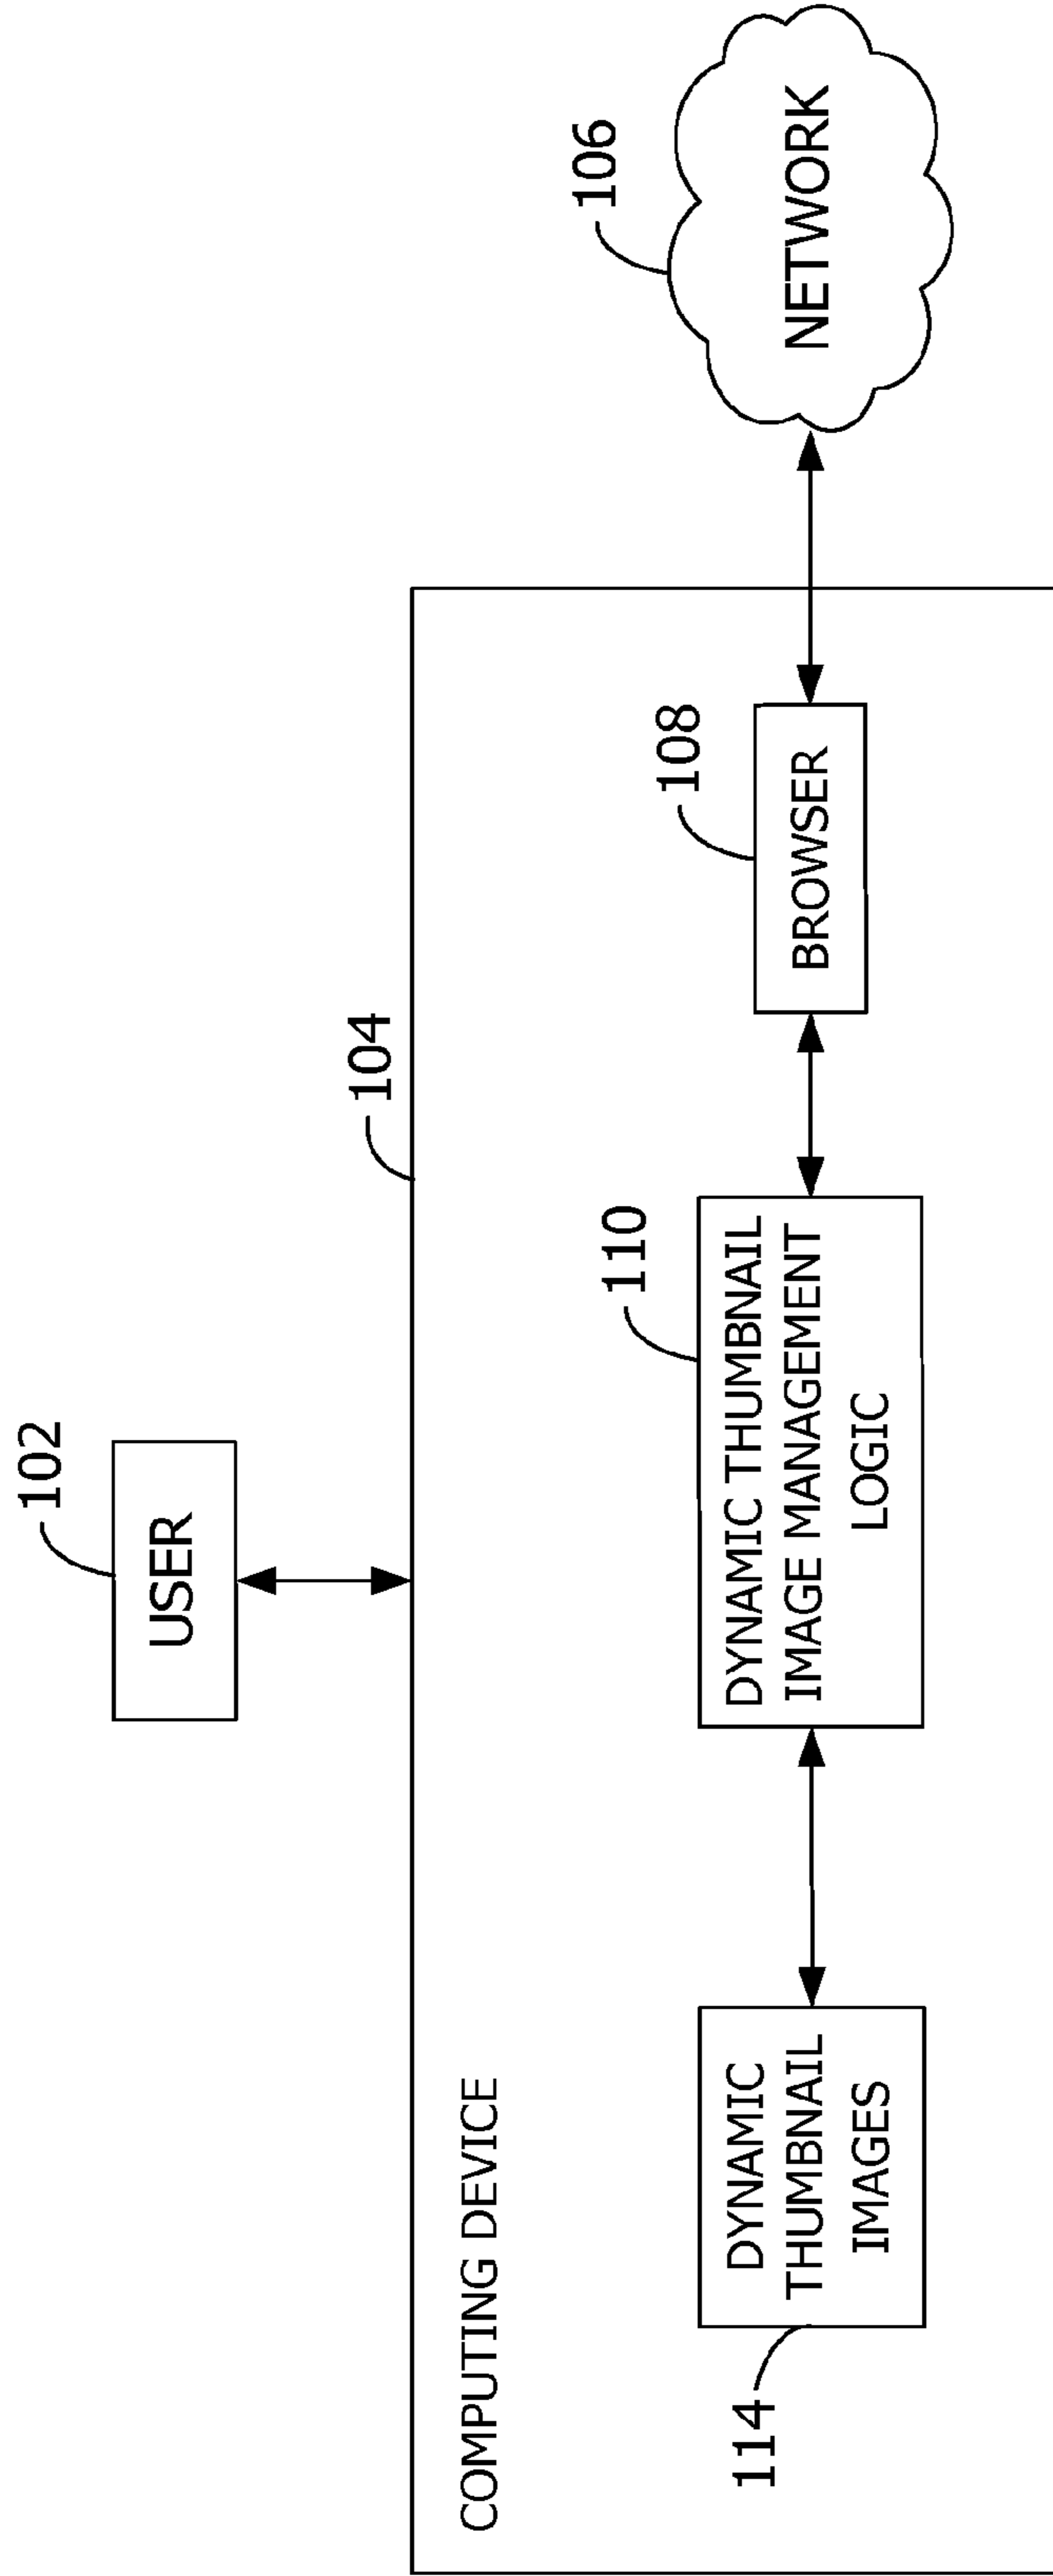 102
USER
104
COMPUTING DEVICE
106
NETWORK
108
BROWSER
110
DYNAMIC THUMBNAIL
IMAGE MANAGEMENT
LOGIC
114
DYNAMIC
THUMBNAIL
IMAGES